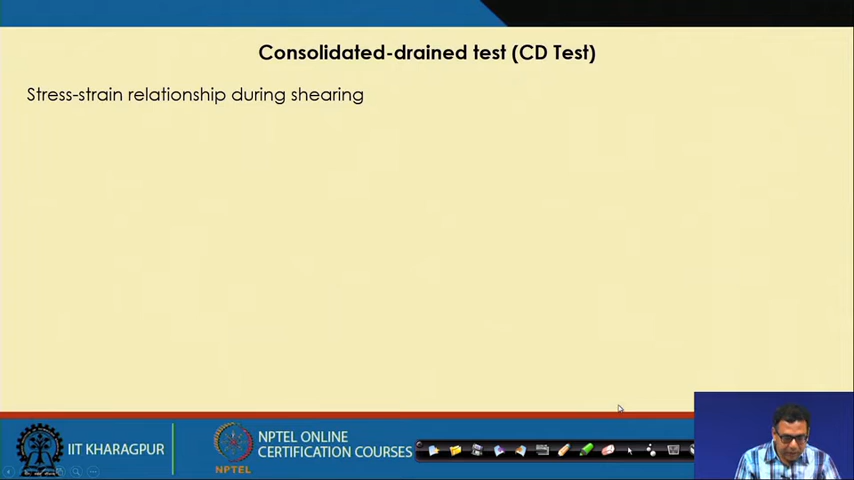 Consolidated-drained test (CD Test)
Stress-strain relationship during shearing
IIT KHARAGPUR
NPTEL
NPTEL ONLINE
CERTIFICATION COURSES